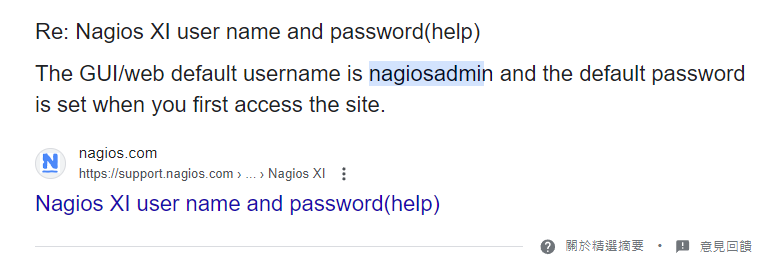 Re: Nagios XI user name and password(help)
The GUI/web default username is nagiosadmin and the default password
is set when you first access the site.
nagios.com
https://support.nagios.com › ... › Nagios XI
Nagios XI user name and password(help)
關於精選摘要 • 意見回饋